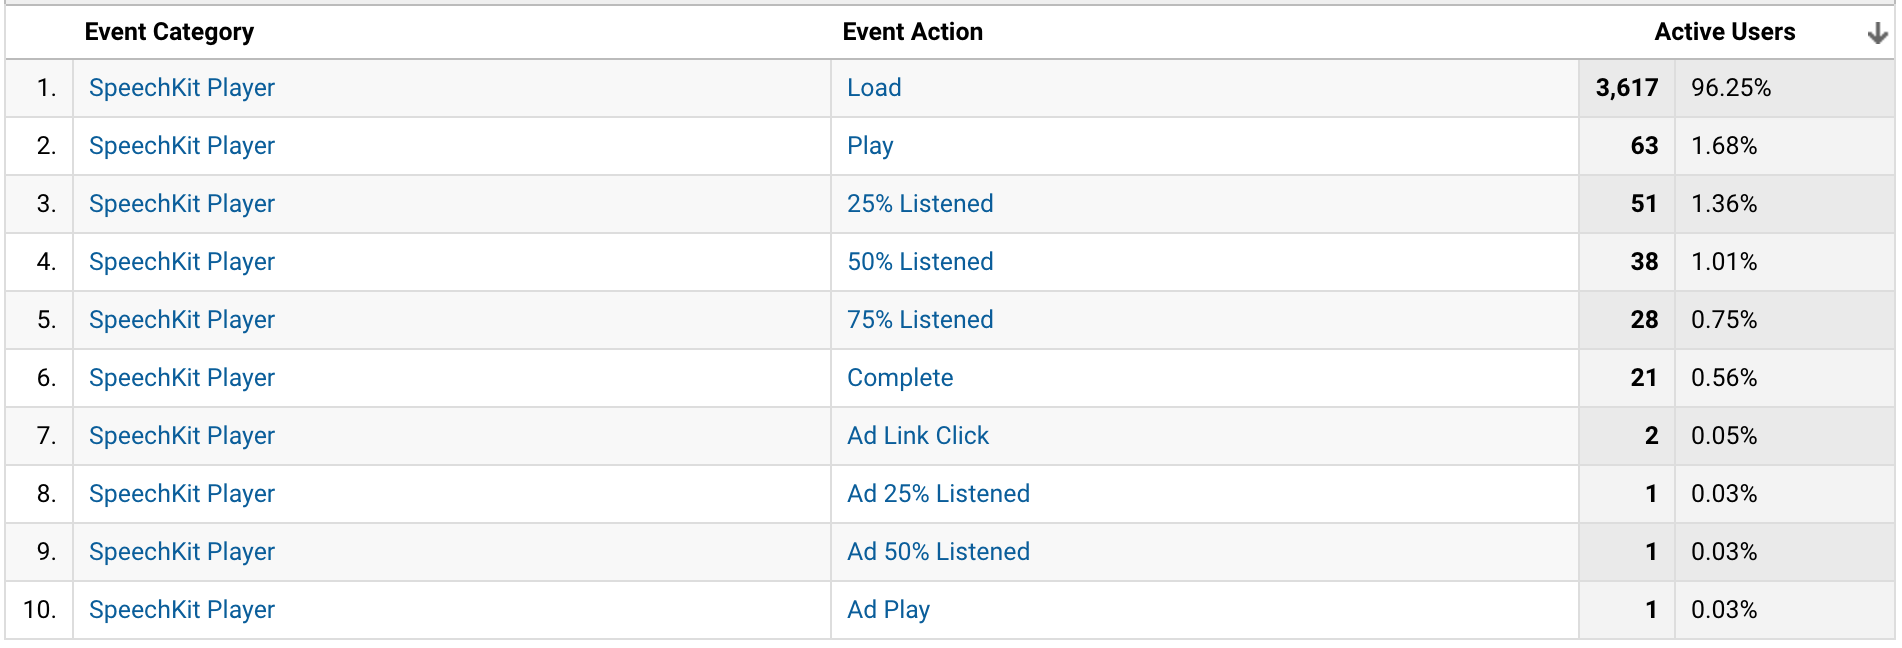 Event Category Event Action Active Users
1. SpeechKit Player Load 3,617 96.25%
2. SpeechKit Player Play 63 1.68%
3. SpeechKit Player 25% Listened 51 1.36%
4. SpeechKit Player 50% Listened 38 1.01%
5. SpeechKit Player 75% Listened 28 0.75%
6. SpeechKit Player Complete 21 0.56%
7. SpeechKit Player Ad Link Click 2 0.05%
8. SpeechKit Player Ad 25% Listened 1 0.03%
9. SpeechKit Player Ad 50% Listened 1 0.03%
10. SpeechKit Player Ad Play 1 0.03%